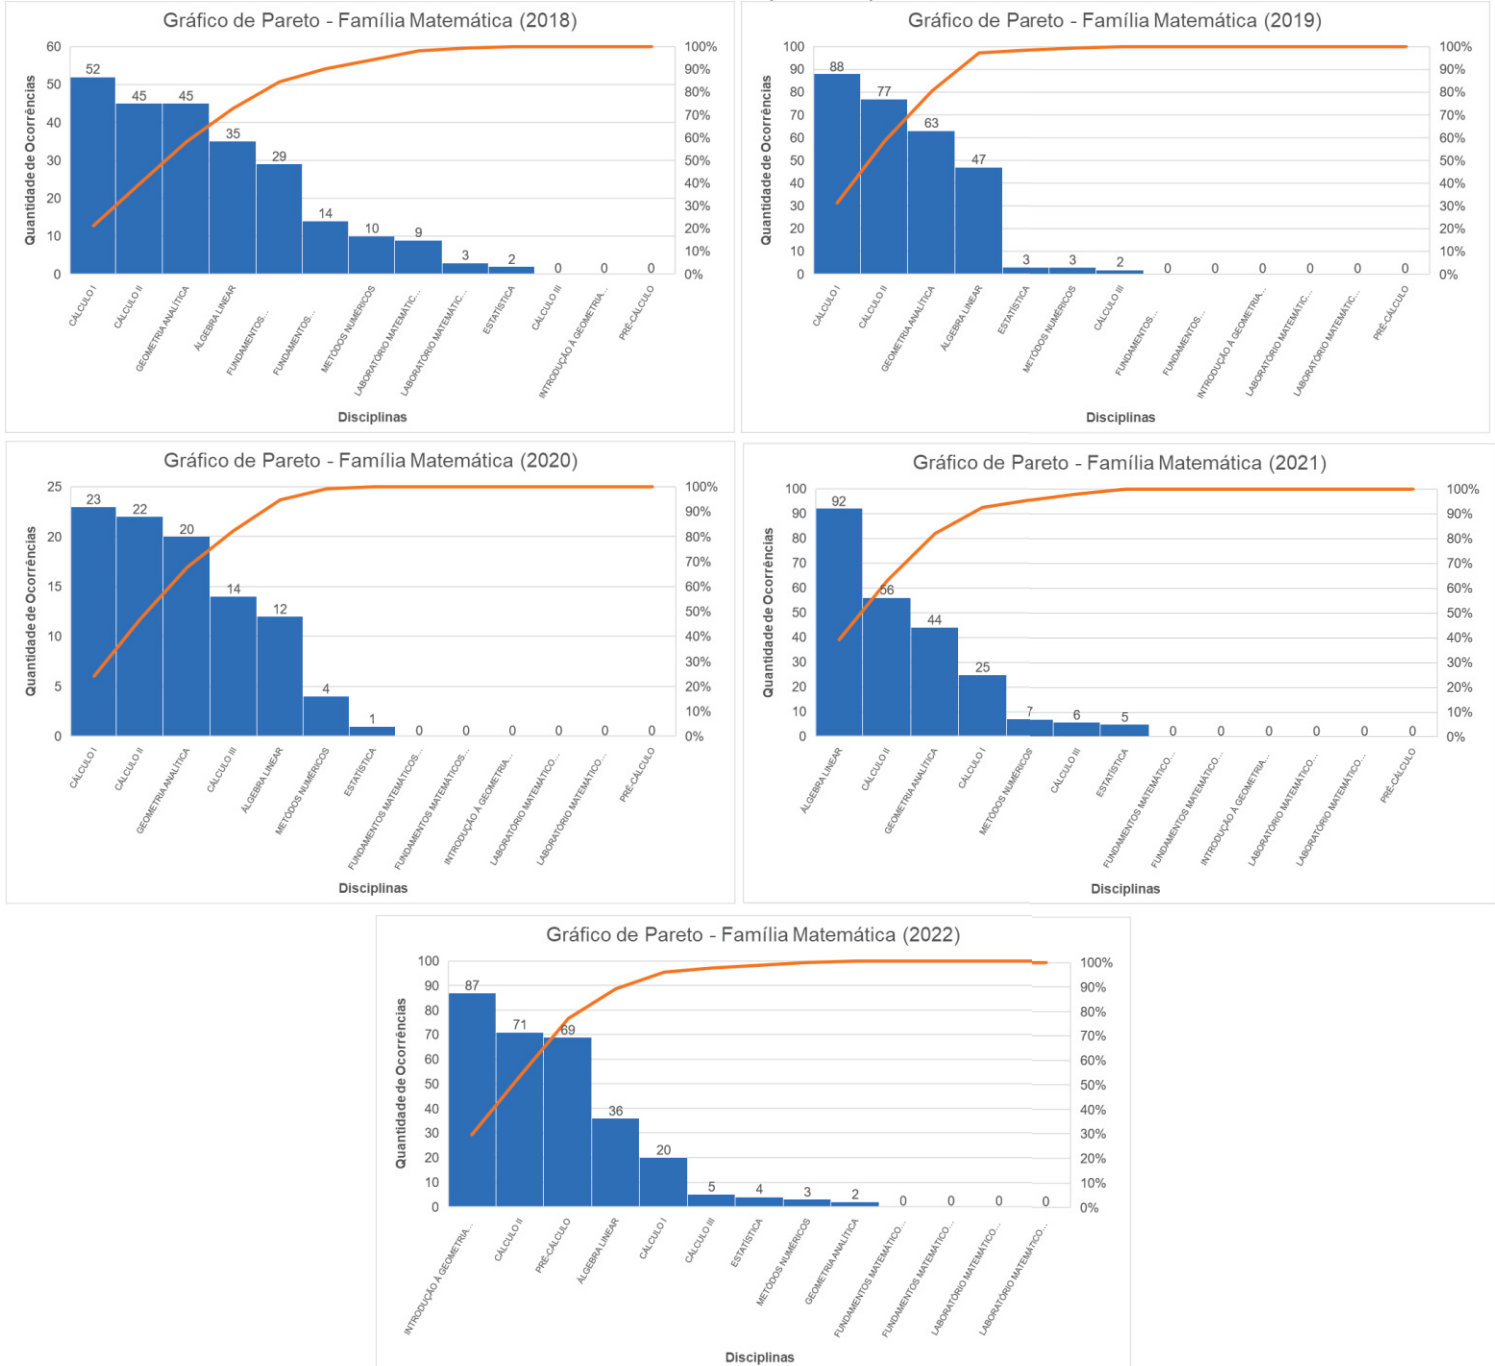 Gráfico de Pareto - Família Matemática (2018)
Quantidade de Ocorrências
60
50
40
30
20
10
0
52
45
45
35
29
14
10
9
3
2
0
0
0
100%
90%
80%
70%
60%
50%
40%
30%
20%
10%
0%
CÁLCULO I
CÁLCULO II
GEOMETRIA ANALÍTICA
ÁLGEBRA LINEAR
FUNDAMENTOS...
FUNDAMENTOS...
METÓDOS NUMÉRICOS
LABORATÓRIO MATEMÁTIC...
LABORATÓRIO MATEMÁTIC...
ESTATÍSTICA
CÁLCULO III
INTRODUÇÃO À GEOMETRIA...
PRÉ-CÁLCULO
Disciplinas
Gráfico de Pareto - Família Matemática (2019)
Quantidade de Ocorrências
100
90
80
70
60
50
40
30
20
10
0
88
77
63
47
3
3
2
0
0
0
0
0
0
100%
90%
80%
70%
60%
50%
40%
30%
20%
10%
0%
CÁLCULO I
CÁLCULO II
GEOMETRIA ANALÍTICA
ÁLGEBRA LINEAR
ESTATÍSTICA
METÓDOS NUMÉRICOS
CÁLCULO III
FUNDAMENTOS...
FUNDAMENTOS...
INTRODUÇÃO À GEOMETRIA...
LABORATÓRIO MATEMÁTIC...
LABORATÓRIO MATEMÁTIC...
PRÉ-CÁLCULO
Disciplinas
Gráfico de Pareto - Família Matemática (2020)
Quantidade de Ocorrências
25
20
15
10
5
0
23
22
20
14
12
4
1
0
0
0
0
0
0
100%
90%
80%
70%
60%
50%
40%
30%
20%
10%
0%
CÁLCULO I
CÁLCULO II
GEOMETRIA ANALÍTICA
CÁLCULO III
ÁLGEBRA LINEAR
METÓDOS NUMÉRICOS
ESTATÍSTICA
FUNDAMENTOS MATEMÁTICOS...
FUNDAMENTOS MATEMÁTICOS...
INTRODUÇÃO À GEOMETRIA...
LABORATÓRIO MATEMÁTICO...
LABORATÓRIO MATEMÁTICO...
PRÉ-CÁLCULO
Disciplinas
Gráfico de Pareto - Família Matemática (2021)
Quantidade de Ocorrências
100
90
80
70
60
50
40
30
20
10
0
92
56
44
25
7
6
5
0
0
0
0
0
0
100%
90%
80%
70%
60%
50%
40%
30%
20%
10%
0%
ÁLGEBRA LINEAR
CÁLCULO II
GEOMETRIA ANALÍTICA
CÁLCULO I
METÓDOS NUMÉRICOS
CÁLCULO III
ESTATÍSTICA
FUNDAMENTOS MATEMÁTICO...
FUNDAMENTOS MATEMÁTICO...
INTRODUÇÃO À GEOMETRIA...
LABORATÓRIO MATEMÁTICO...
LABORATÓRIO MATEMÁTICO...
PRÉ-CÁLCULO
Disciplinas
Gráfico de Pareto - Família Matemática (2022)
Quantidade de Ocorrências
100
90
80
70
60
50
40
30
20
10
0
87
71
69
36
20
5
4
3
2
0
0
0
0
100%
90%
80%
70%
60%
50%
40%
30%
20%
10%
0%
INTRODUÇÃO À GEOMETRIA...
CÁLCULO II
PRÉ-CÁLCULO
ÁLGEBRA LINEAR
CÁLCULO I
CÁLCULO III
ESTATÍSTICA
METÓDOS NUMÉRICOS
GEOMETRIA ANALÍTICA
FUNDAMENTOS MATEMÁTICO...
FUNDAMENTOS MATEMÁTICO...
LABORATÓRIO MATEMÁTICO...
LABORATÓRIO MATEMÁTICO...
Disciplinas